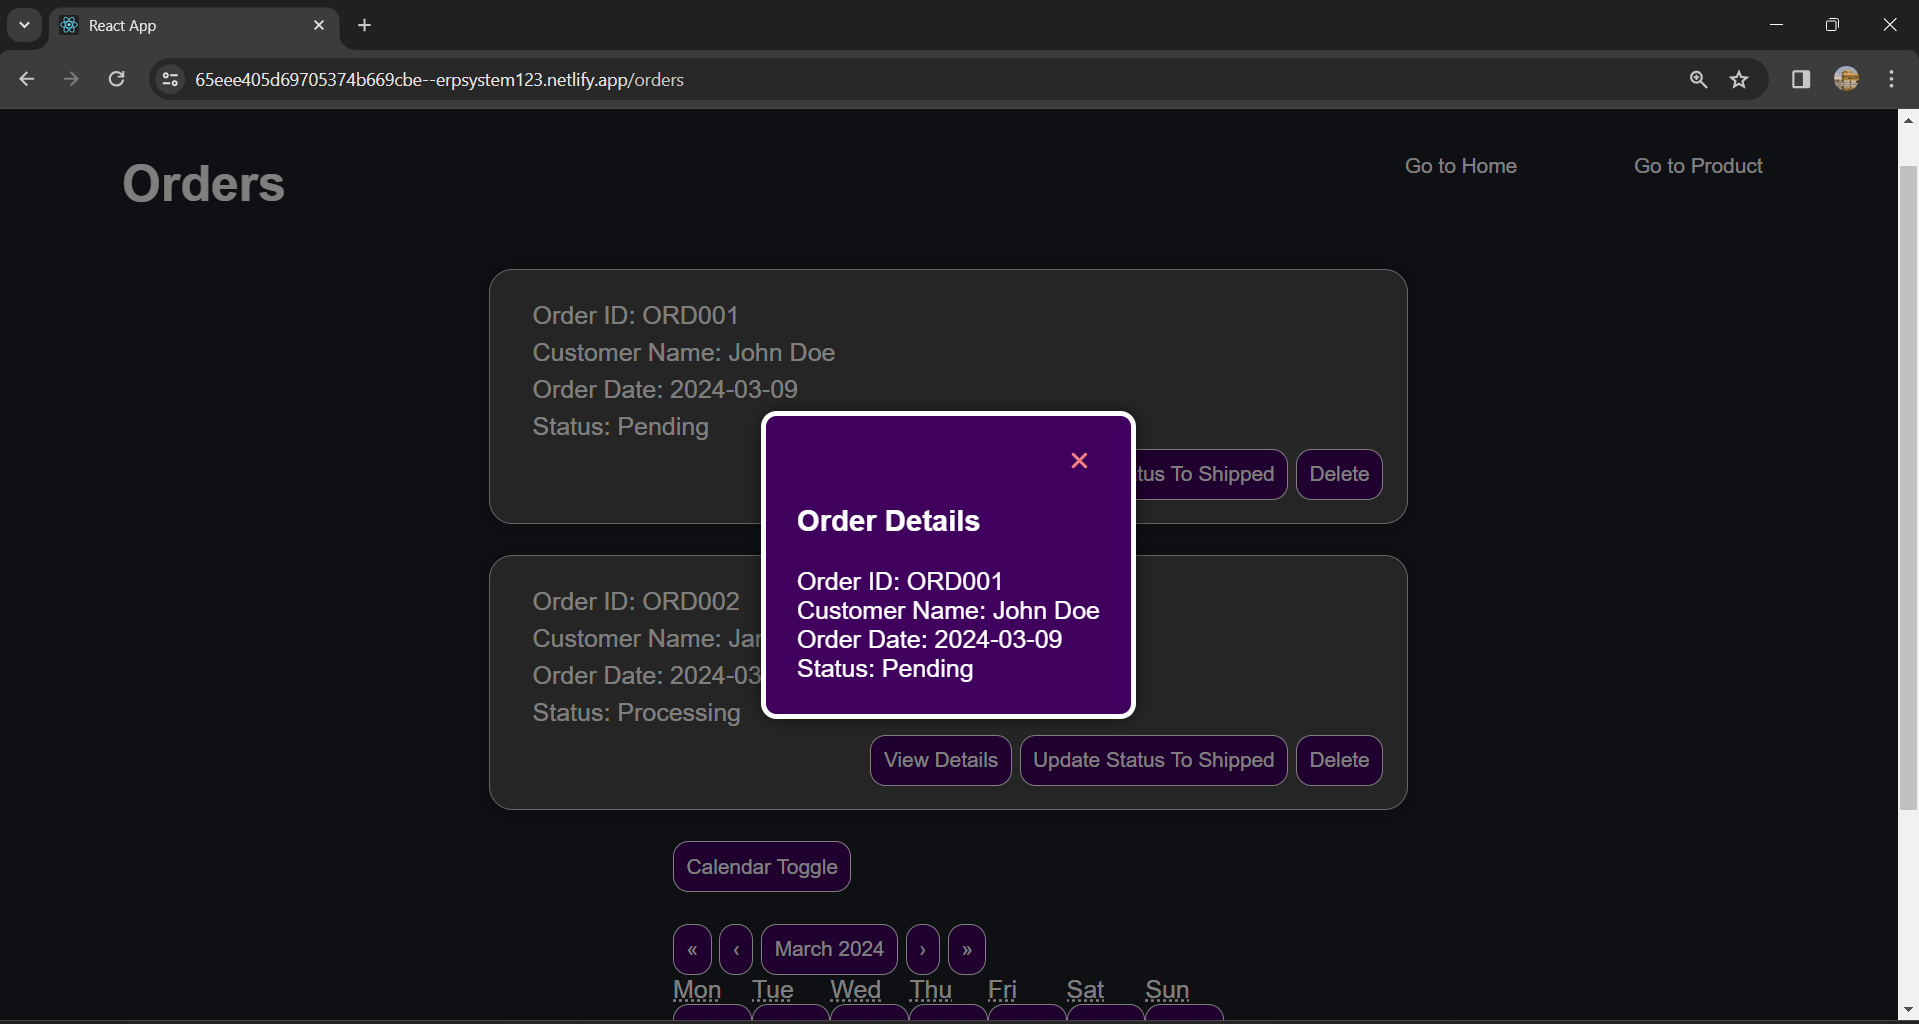 React App
65eee405d69705374b669cbe--erpsystem123.netlify.app/orders
Orders
Go to Home
Go to Product
Order ID: ORD001
Customer Name: John Doe
Order Date: 2024-03-09
Status: Pending
tus To Shipped
Delete
Order Details
Order ID: ORD001
Customer Name: John Doe
Order Date: 2024-03-09
Status: Pending
Order ID: ORD002
Customer Name: Jan
Order Date: 2024-03
Status: Processing
View Details
Update Status To Shipped
Delete
Calendar Toggle
« ‹ March 2024 › »
Mon Tue Wed Thu Fri Sat Sun